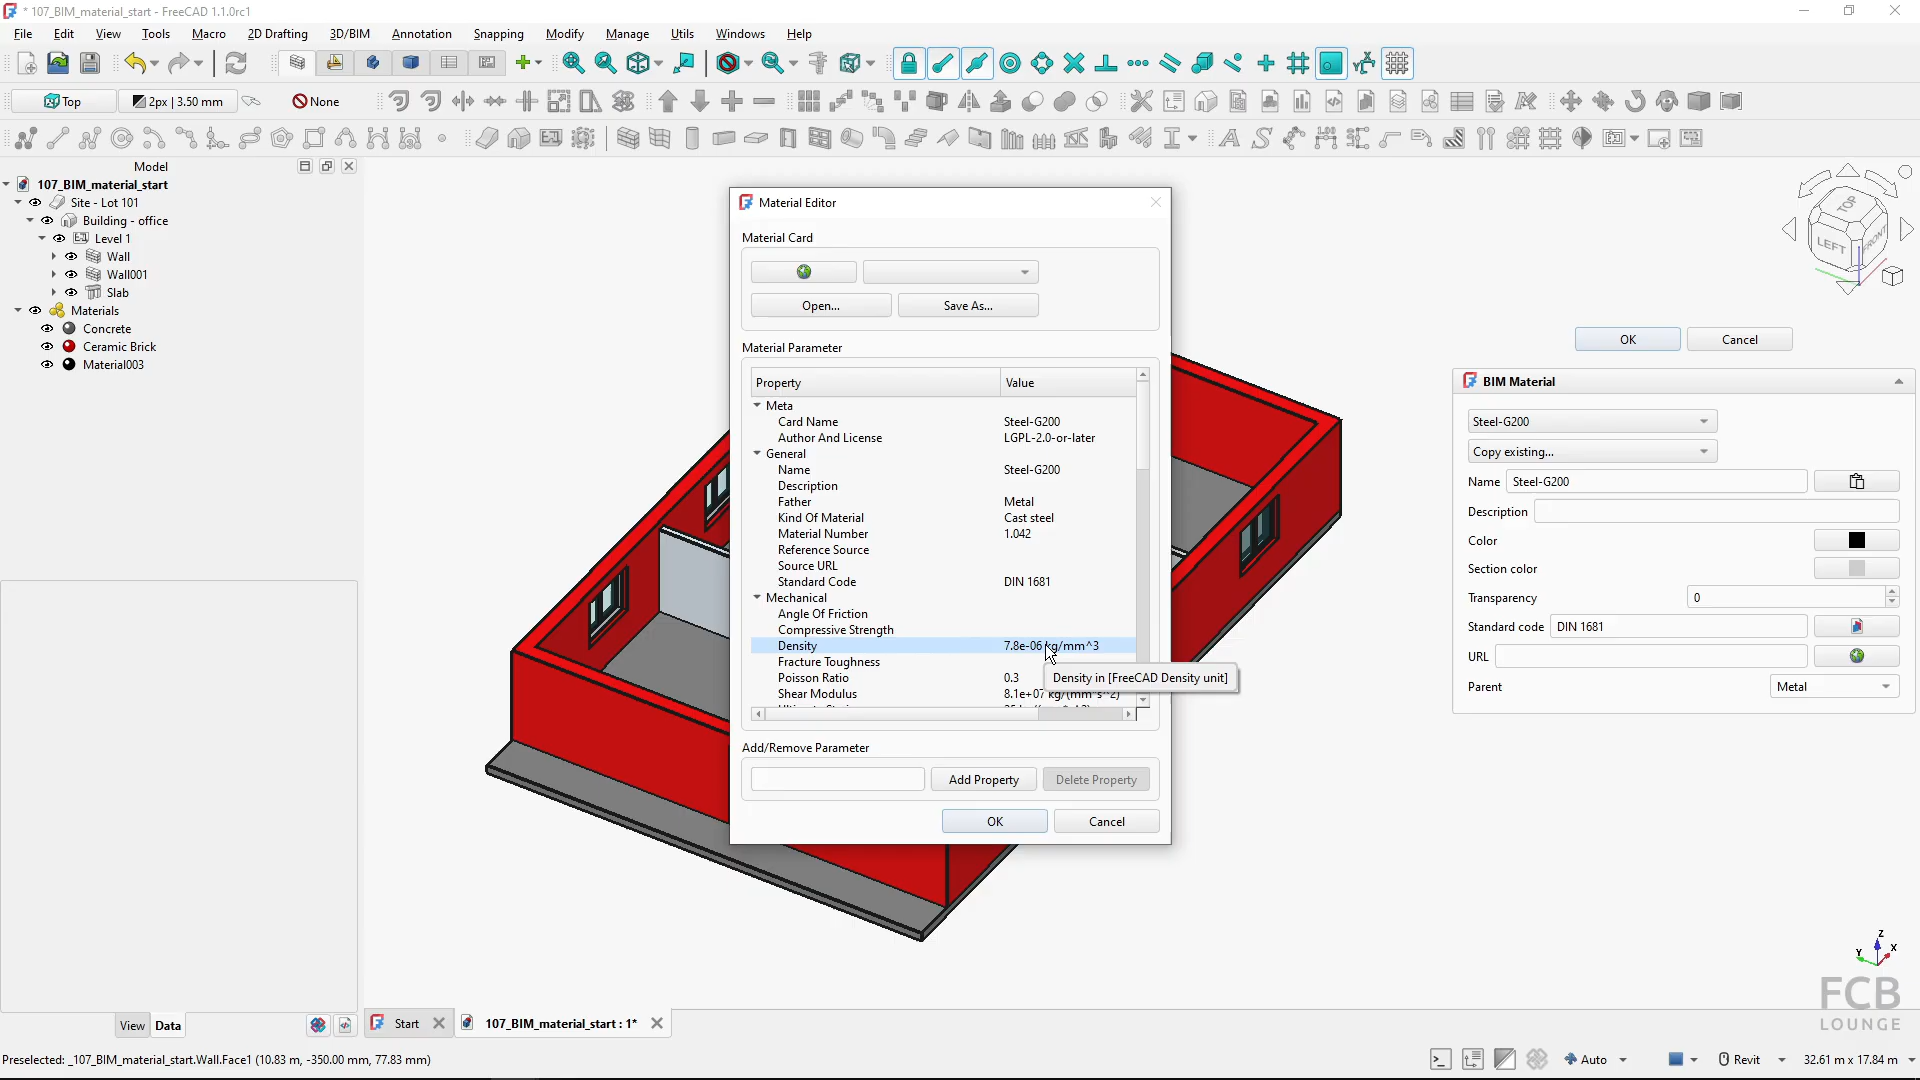 * 107_BIM_material_start - FreeCAD 1.1.0rc1
File Edit View Tools Macro 2D Drafting 3D/BIM Annotation Snapping Modify Manage Utils Windows Help
Top 2px | 3.50 mm None
Model
107_BIM_material_start
Site - Lot 101
Building - office
Level 1
Wall
Wall001
Slab
Materials
Concrete
Ceramic Brick
Material003
Material Editor
Material Card
Open... Save As...
Material Parameter
Property Value
Meta
Card Name Steel-G200
Author And License LGPL-2.0-or-later
General
Name Steel-G200
Description
Father Metal
Kind Of Material Cast steel
Material Number 1.042
Reference Source
Source URL
Standard Code DIN 1681
Mechanical
Angle Of Friction
Compressive Strength
Density 7.8e-06 kg/mm^3
Fracture Toughness
Poisson Ratio 0.3
Density in [FreeCAD Density unit]
Shear Modulus 8.1e+07 kg/(mm*s^2)
Add/Remove Parameter
Add Property Delete Property
OK Cancel
OK Cancel
BIM Material
Steel-G200
Copy existing...
Name Steel-G200
Description
Color
Section color
Transparency 0
Standard code DIN 1681
URL
Parent Metal
TOP
LEFT FRONT
Z
Y X
FCB
LOUNGE
View Data
Start 107_BIM_material_start : 1*
Preselected: _107_BIM_material_start.Wall.Face1 (10.83 m, -350.00 mm, 77.83 mm)
Auto Revit 32.61 m x 17.84 m